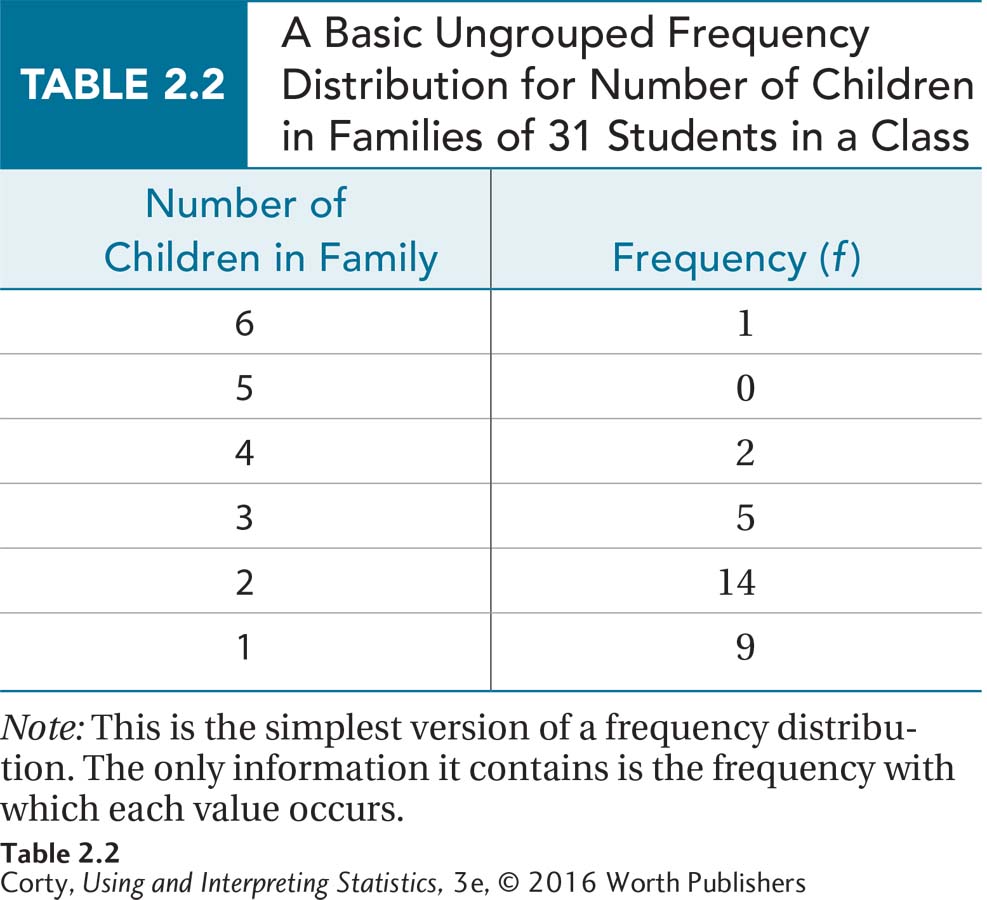 TABLE 2.2
A Basic Ungrouped Frequency
Distribution for Number of Children
in Families of 31 Students in a Class
Number of
Children in Family
Frequency (f)
6 1
5 0
4 2
3 5
2 14
1 9
Note: This is the simplest version of a frequency distribu-
tion. The only information it contains is the frequency with
which each value occurs.
Table 2.2
Corty, Using and Interpreting Statistics, 3e, © 2016 Worth Publishers